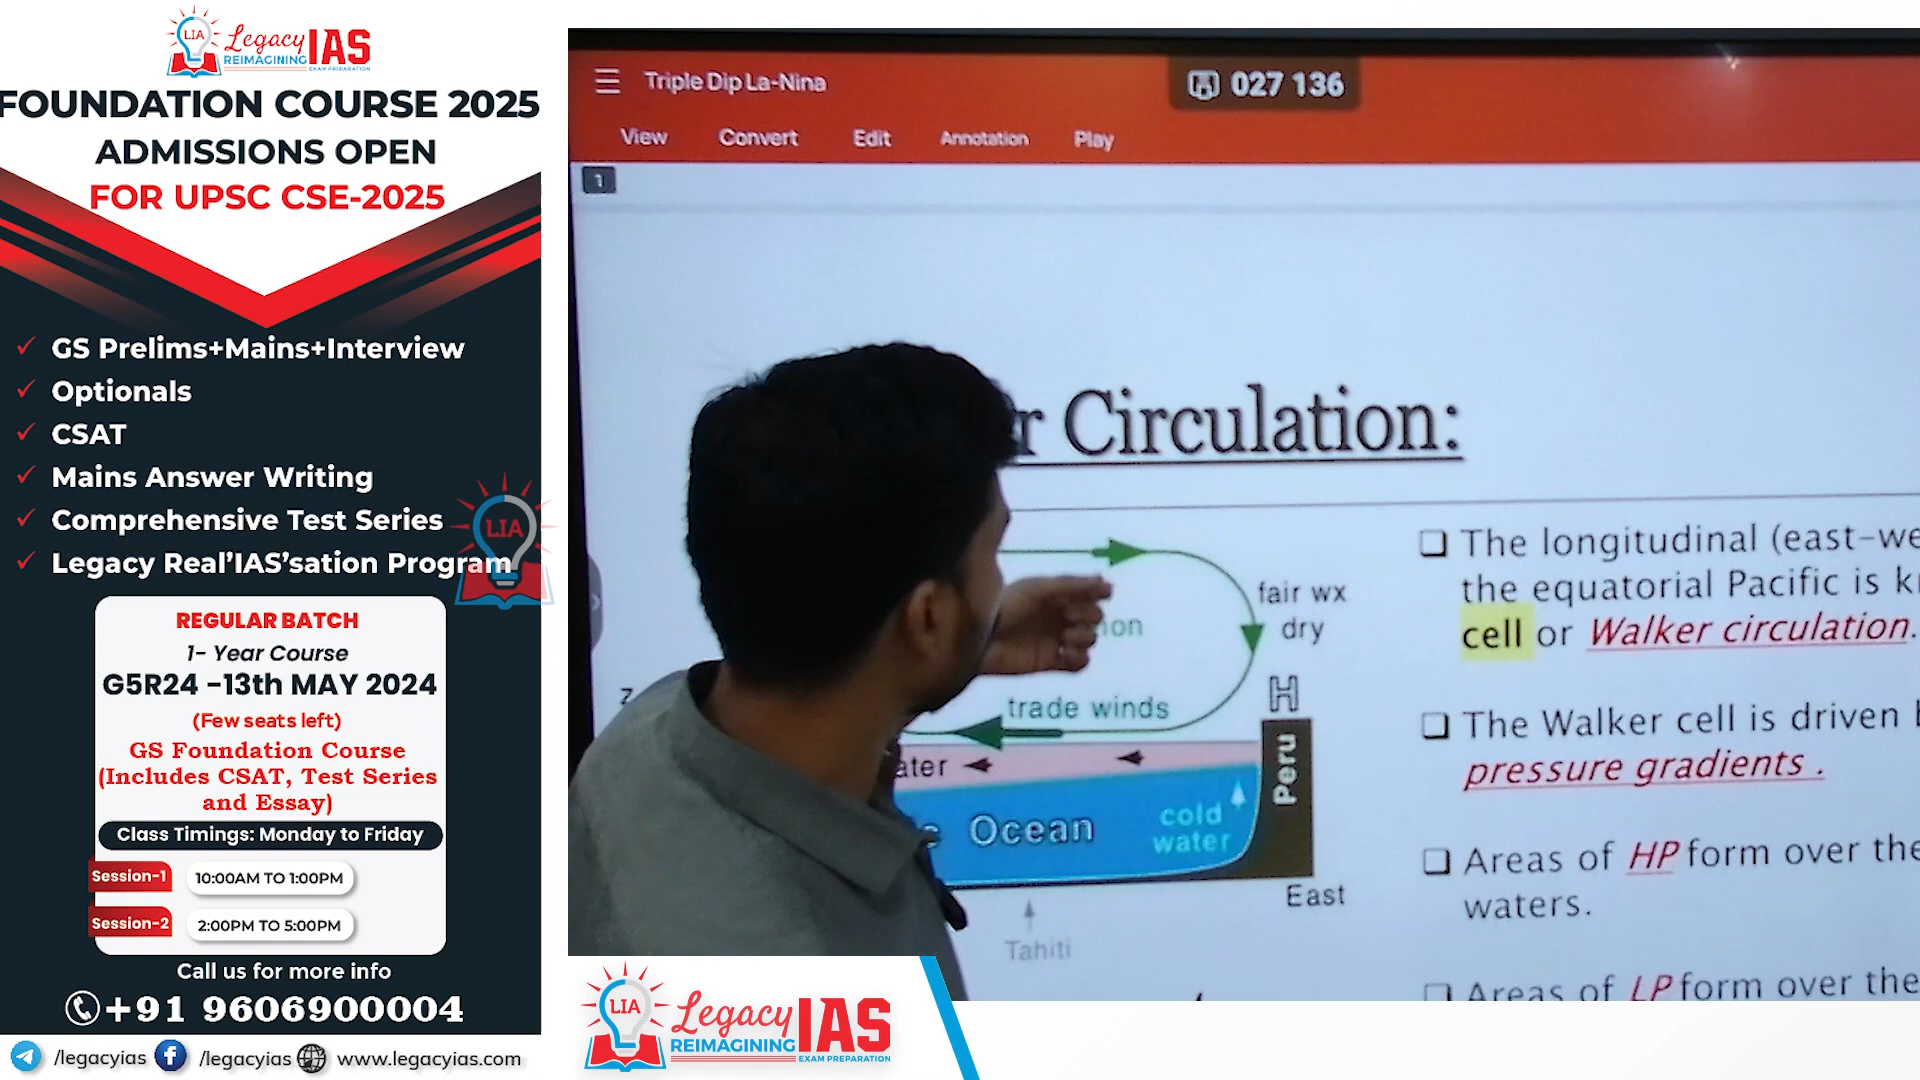 LIA
Legacy IAS
REIMAGINING
EXAM PREPARATION
FOUNDATION COURSE 2025
ADMISSIONS OPEN
FOR UPSC CSE-2025
✓ GS Prelims+Mains+Interview
✓ Optionals
✓ CSAT
✓ Mains Answer Writing
✓ Comprehensive Test Series
✓ Legacy Real'IAS'sation Program
LIA
REGULAR BATCH
1- Year Course
G5R24 -13th MAY 2024
(Few seats left)
GS Foundation Course
(Includes CSAT, Test Series
and Essay)
Class Timings: Monday to Friday
Session-1 10:00AM TO 1:00PM
Session-2 2:00PM TO 5:00PM
Call us for more info
+91 9606900004
/legacyias /legacyias www.legacyias.com
Triple Dip La-Nina
027 136
View Convert Edit Annotation Play
1
r Circulation:
fair wx
dry
trade winds
H
ater
Ocean
cold
water
Peru
East
Tahiti
The longitudinal (east-we
the equatorial Pacific is k
cell or Walker circulation.
The Walker cell is driven
pressure gradients .
Areas of HP form over the
waters.
Areas of LP form over the
LIA
Legacy IAS
REIMAGINING
EXAM PREPARATION